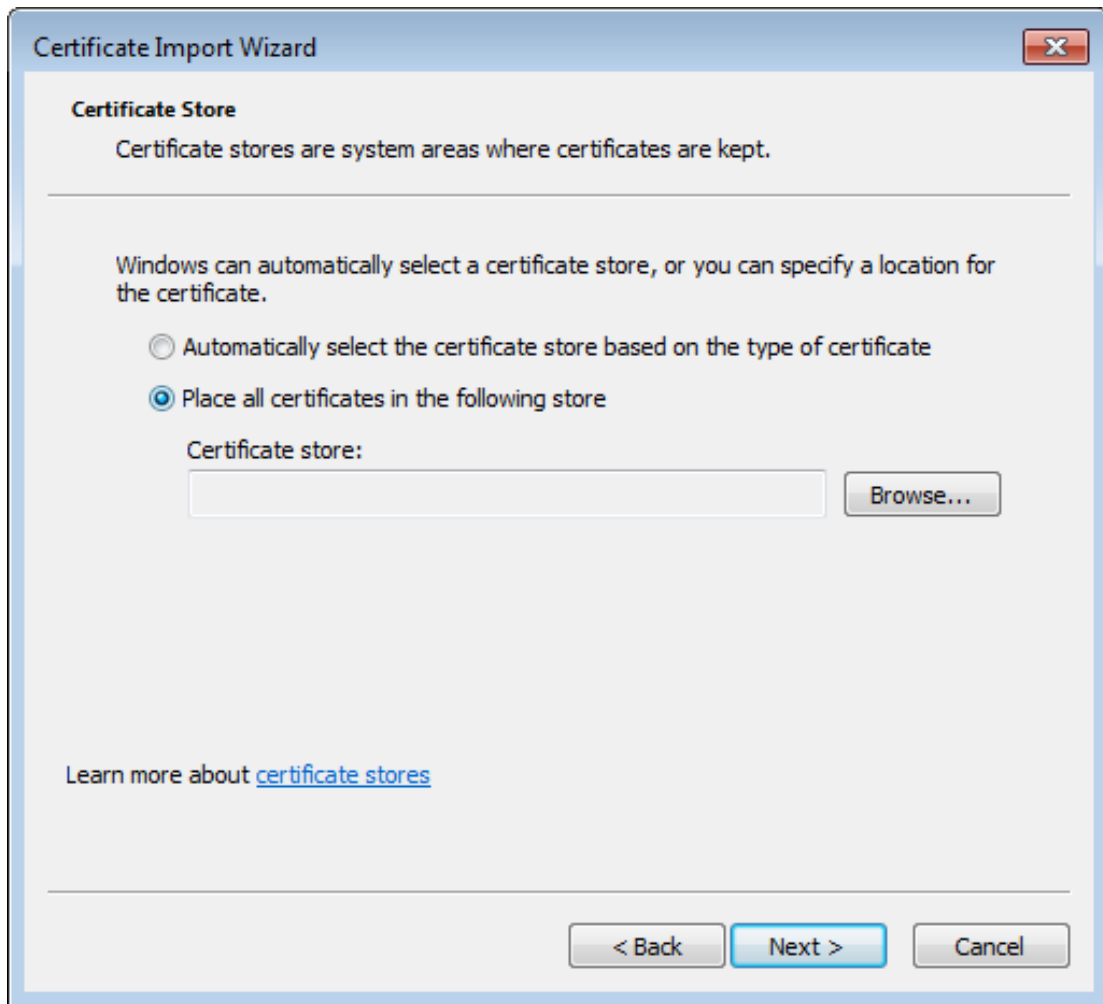 Certificate Import Wizard
Certificate Store
Certificate stores are system areas where certificates are kept.
Windows can automatically select a certificate store, or you can specify a location for
the certificate.
Automatically select the certificate store based on the type of certificate
Place all certificates in the following store
Certificate store:
Browse...
Learn more about certificate stores
< Back Next > Cancel